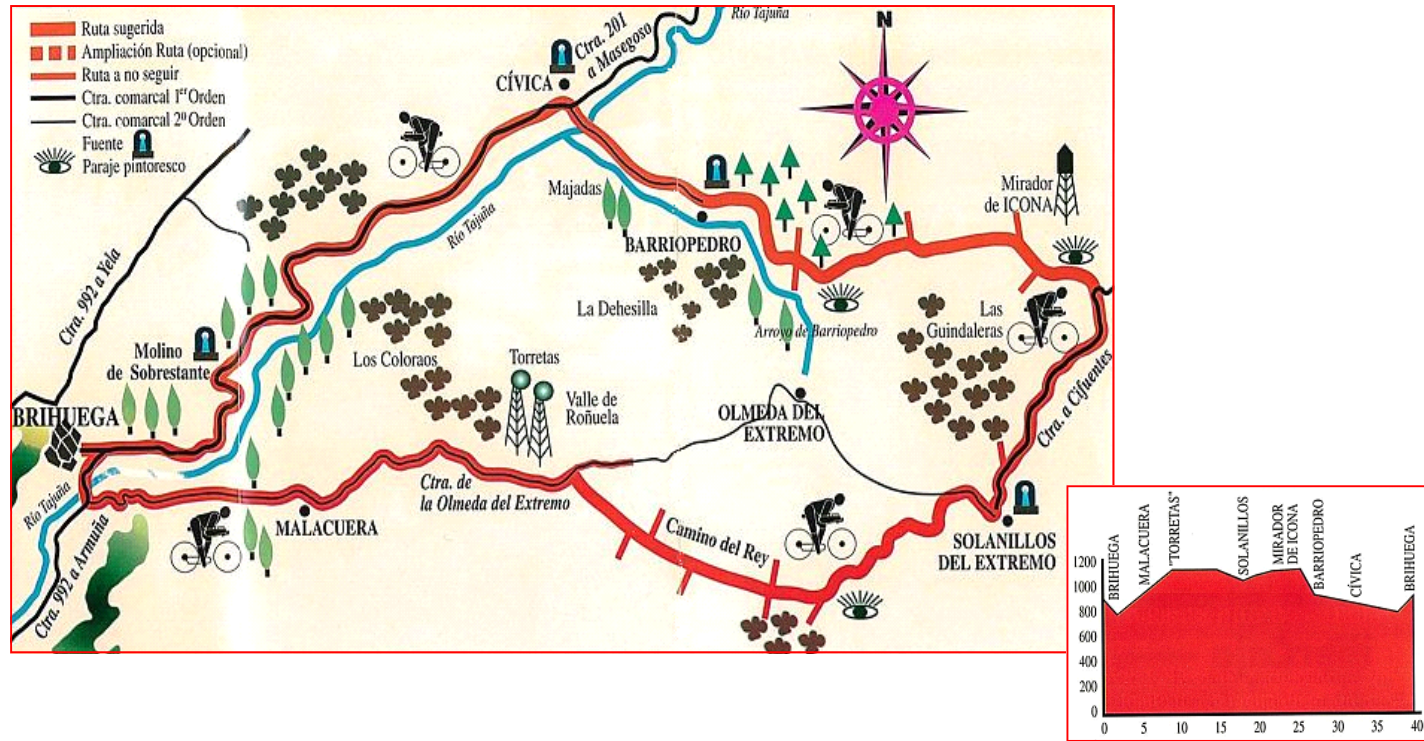 Ruta sugerida
Ampliación Ruta (opcional)
Ruta a no seguir
Ctra. comarcal 1er Orden
Ctra. comarcal 2º Orden
Fuente
Paraje pintoresco
Río Tajuña
Ctra. 201
a Masegoso
CÍVICA
N
Mirador
de ICONA
Majadas
Río Tajuña
BARRIOPEDRO
Ctra. 992 a Yela
La Dehesilla
Arroyo de Barriopedro
Las
Guindaleras
Molino
de Sobrestante
Los Coloraos
Torretas
Valle de
Roñuela
BRIHUEGA
OLMEDA DEL
EXTREMO
Ctra. a Cifuentes
Río Tajuña
Ctra. de
la Olmeda del Extremo
MALACUERA
Camino del Rey
SOLANILLOS
DEL EXTREMO
Ctra. 992 a Armuña
BRIHUEGA
MALACUERA
"TORRETAS"
SOLANILLOS
MIRADOR
DE ICONA
BARRIOPEDRO
CÍVICA
BRIHUEGA
1200
1000
800
600
400
200
0
0 5 10 15 20 25 30 35 40